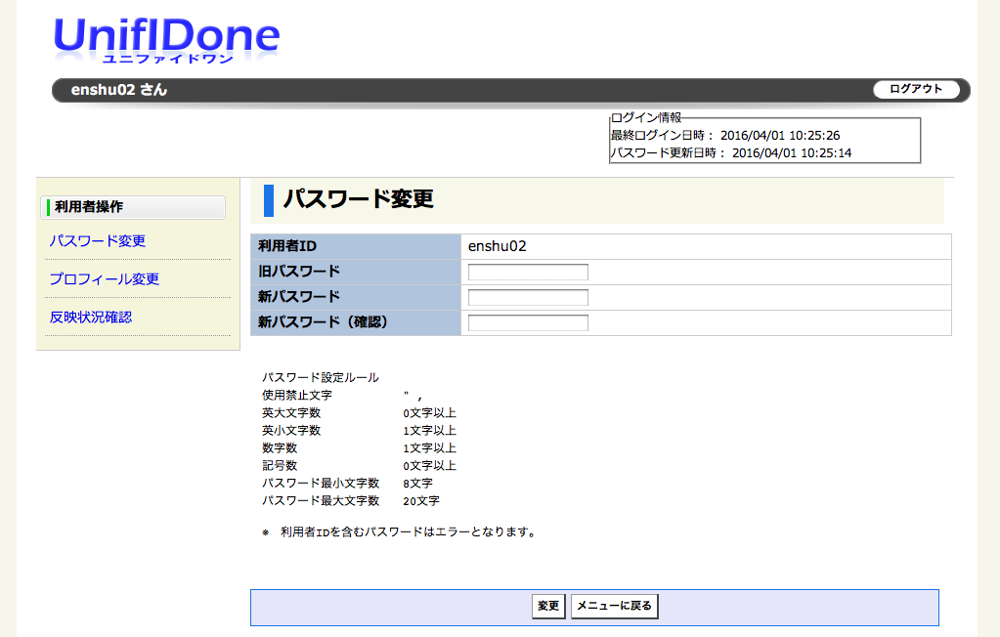 UnifIDone
ユニファイドワン
enshu02 さん ログアウト
ログイン情報
最終ログイン日時： 2016/04/01 10:25:26
パスワード更新日時： 2016/04/01 10:25:14
利用者操作
パスワード変更
プロフィール変更
反映状況確認
パスワード変更
利用者ID enshu02
旧パスワード
新パスワード
新パスワード（確認）
パスワード設定ルール
使用禁止文字 " ,
英大文字数 0文字以上
英小文字数 1文字以上
数字数 1文字以上
記号数 0文字以上
パスワード最小文字数 8文字
パスワード最大文字数 20文字
※ 利用者IDを含むパスワードはエラーとなります。
変更 メニューに戻る